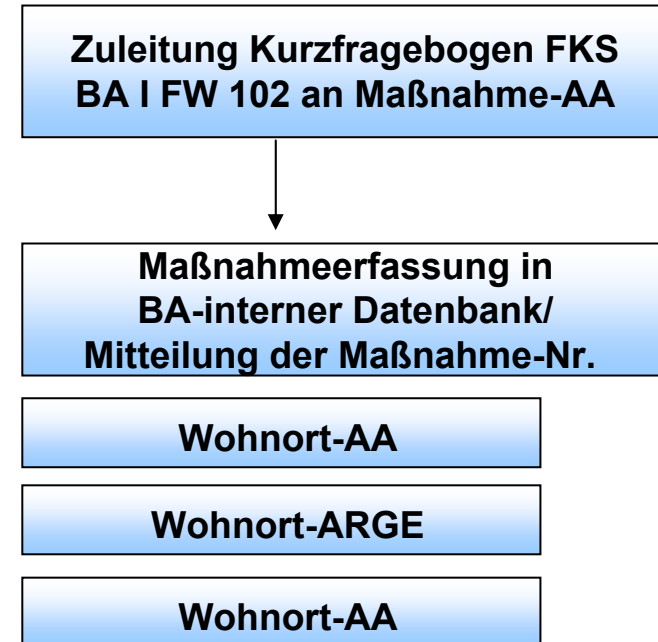 Zuleitung Kurzfragebogen FKS
BA I FW 102 an Maßnahme-AA
Maßnahmeerfassung in
BA-interner Datenbank/
Mitteilung der Maßnahme-Nr.
Wohnort-AA
Wohnort-ARGE
Wohnort-AA